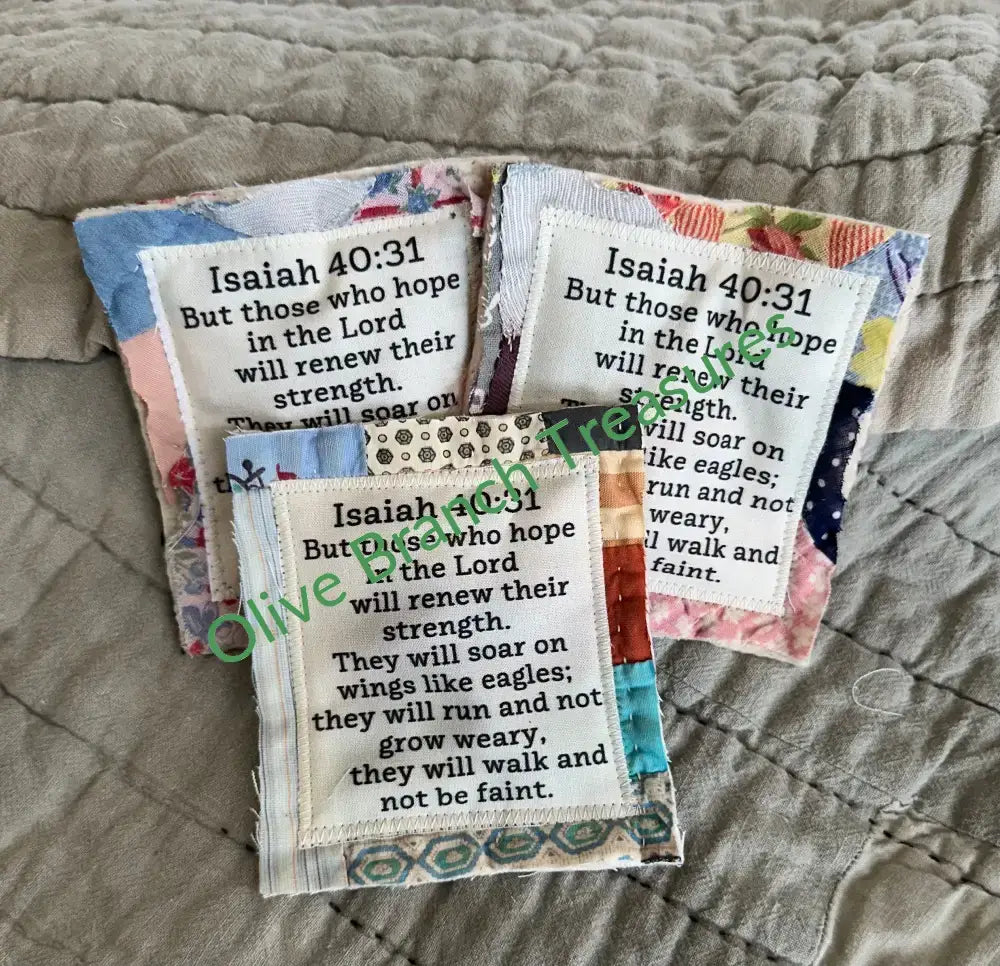 Isaiah 40:31
But those who hope
in the Lord
will renew their
strength.
They will soar on
Isaiah 40:31
But those who hope
in the Lord
will renew their
strength.
will soar on
like eagles;
run and not
weary,
walk and
faint.
Isaiah 40:31
But those who hope
in the Lord
will renew their
strength.
They will soar on
wings like eagles;
they will run and not
grow weary,
they will walk and
not be faint.
Olive Branch Treasures